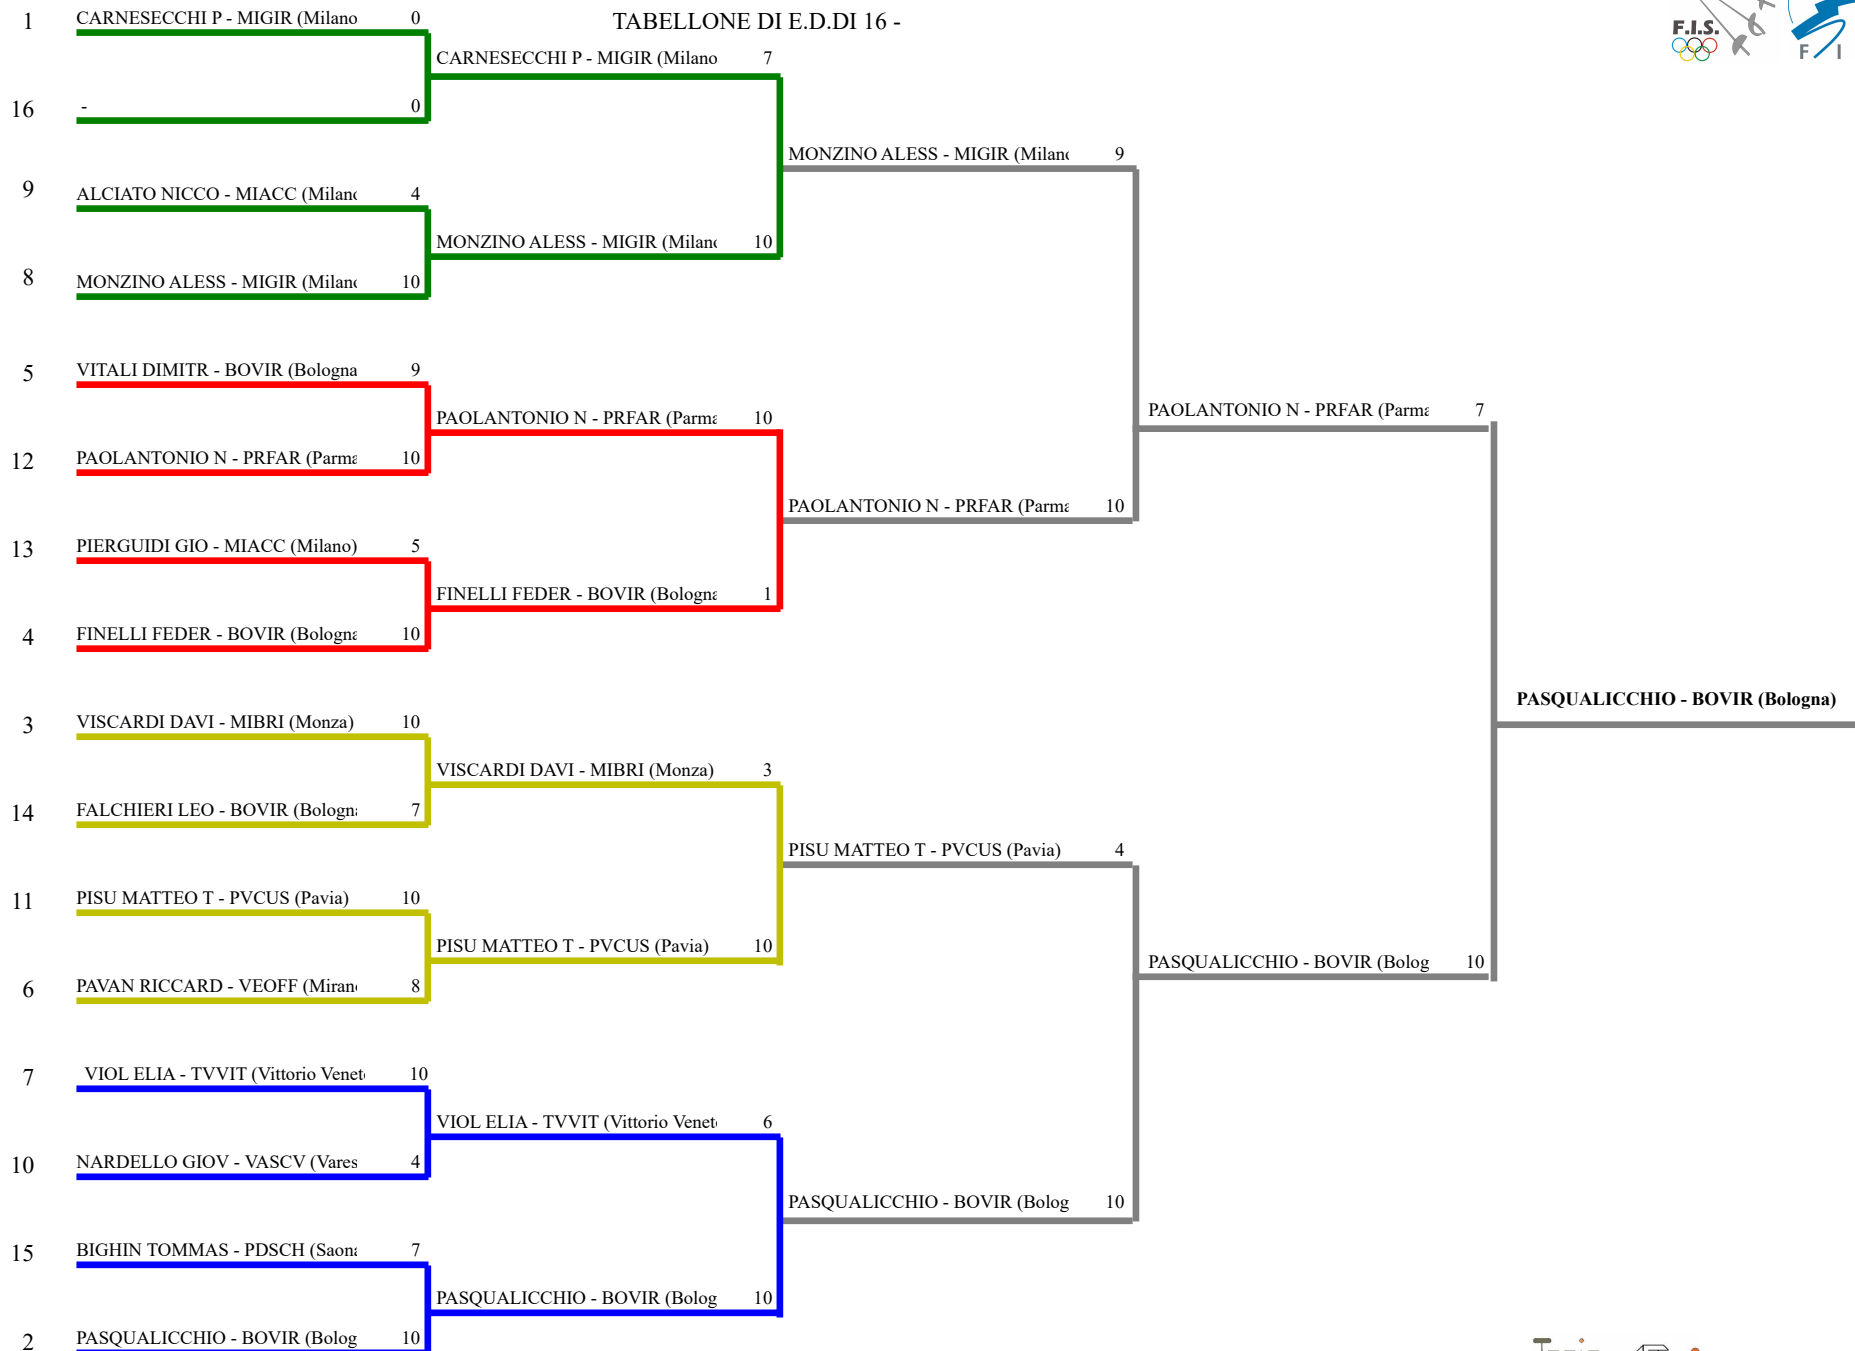 TABELLONE DI E.D.DI 16 -
F.I.S.
F I
1 CARNESECCHI P - MIGIR (Milano 0
CARNESECCHI P - MIGIR (Milano 7
16 - 0
MONZINO ALESS - MIGIR (Milan 9
9 ALCIATO NICCO - MIACC (Milan 4
MONZINO ALESS - MIGIR (Milan 10
8 MONZINO ALESS - MIGIR (Milan 10
5 VITALI DIMITR - BOVIR (Bologna 9
PAOLANTONIO N - PRFAR (Parma 10
PAOLANTONIO N - PRFAR (Parma 7
12 PAOLANTONIO N - PRFAR (Parma 10
PAOLANTONIO N - PRFAR (Parma 10
13 PIERGUIDI GIO - MIACC (Milano) 5
FINELLI FEDER - BOVIR (Bologna 1
4 FINELLI FEDER - BOVIR (Bologna 10
PASQUALICCHIO - BOVIR (Bologna)
3 VISCARDI DAVI - MIBRI (Monza) 10
VISCARDI DAVI - MIBRI (Monza) 3
14 FALCHIERI LEO - BOVIR (Bologna 7
PISU MATTEO T - PVCUS (Pavia) 4
11 PISU MATTEO T - PVCUS (Pavia) 10
PISU MATTEO T - PVCUS (Pavia) 10
PASQUALICCHIO - BOVIR (Bolog 10
6 PAVAN RICCARD - VEOFF (Miran 8
7 VIOL ELIA - TVVIT (Vittorio Venet 10
VIOL ELIA - TVVIT (Vittorio Venet 6
10 NARDELLO GIOV - VASCV (Vares 4
PASQUALICCHIO - BOVIR (Bolog 10
15 BIGHIN TOMMAS - PDSCH (Saona 7
PASQUALICCHIO - BOVIR (Bolog 10
2 PASQUALICCHIO - BOVIR (Bolog 10